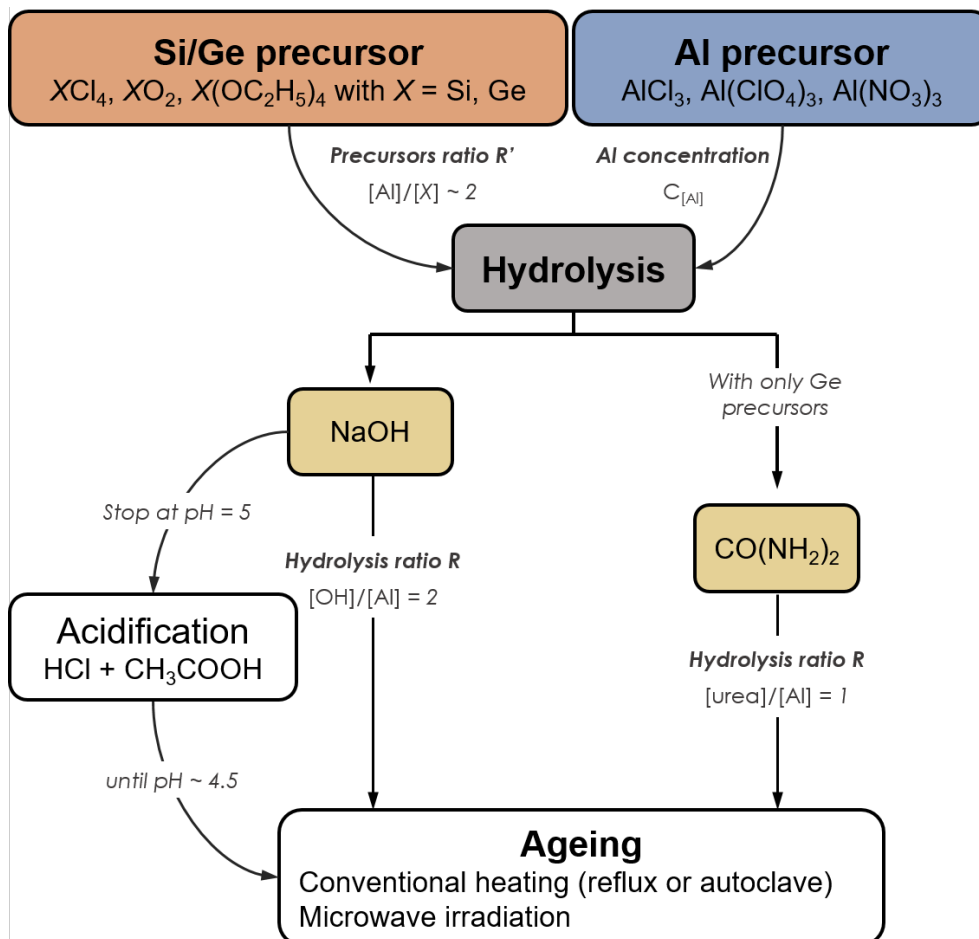 Si/Ge precursor
XCl₄, XO₂, X(OC₂H₅)₄ with X = Si, Ge
Al precursor
AlCl₃, Al(ClO₄)₃, Al(NO₃)₃
Precursors ratio R’
[Al]/[X] ~ 2
Al concentration
C[Al]
Hydrolysis
With only Ge
precursors
NaOH
Stop at pH = 5
CO(NH₂)₂
Hydrolysis ratio R
[OH]/[Al] = 2
Acidification
HCl + CH₃COOH
Hydrolysis ratio R
[urea]/[Al] = 1
until pH ~ 4.5
Ageing
Conventional heating (reflux or autoclave)
Microwave irradiation